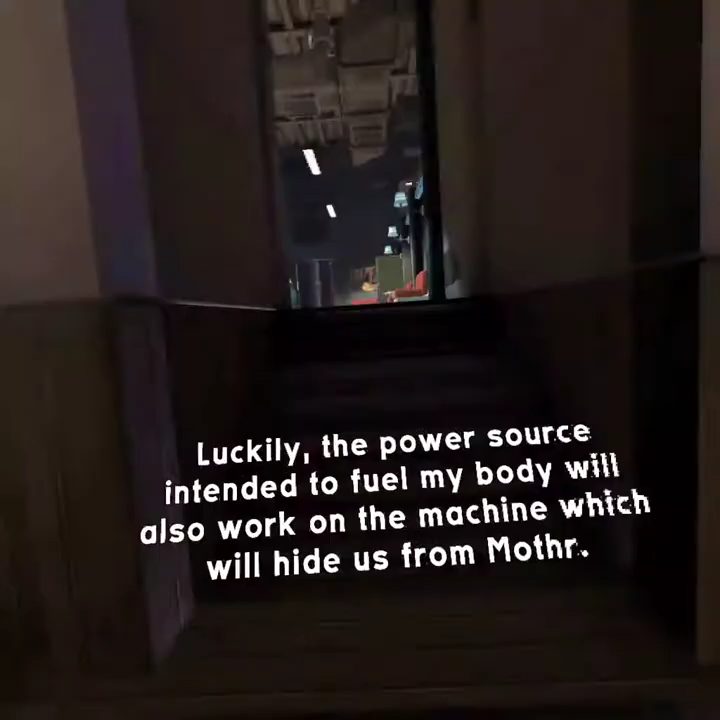 Luckily, the power source
intended to fuel my body will
also work on the machine which
will hide us from Mothr.